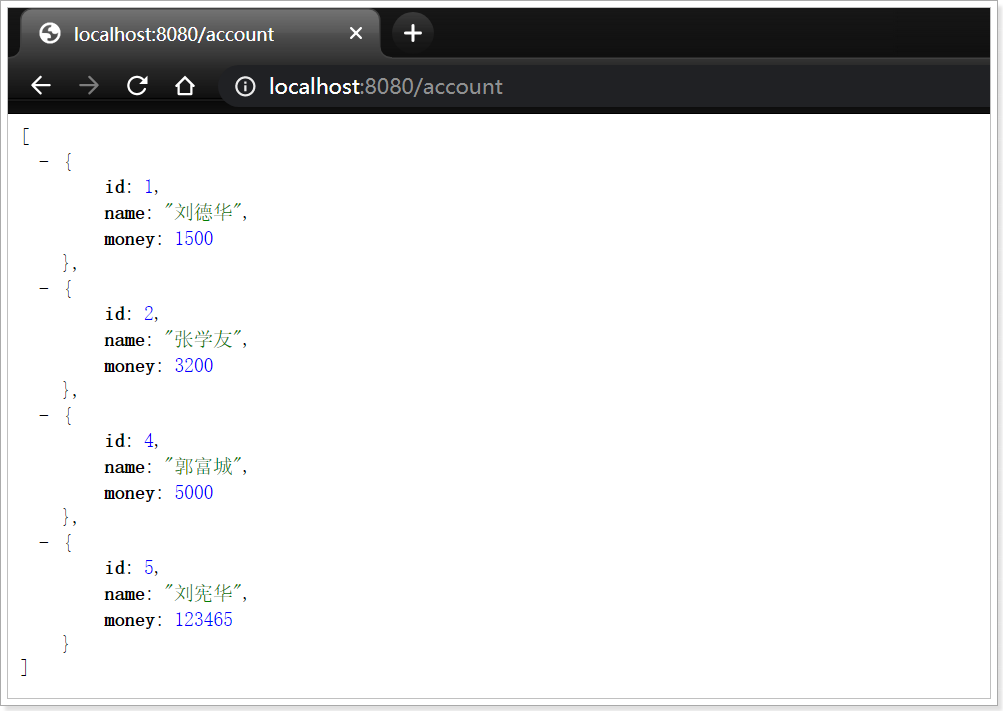 localhost:8080/account
localhost:8080/account
[
- {
id: 1,
name: "刘德华",
money: 1500
},
- {
id: 2,
name: "张学友",
money: 3200
},
- {
id: 4,
name: "郭富城",
money: 5000
},
- {
id: 5,
name: "刘宪华",
money: 123465
}
]